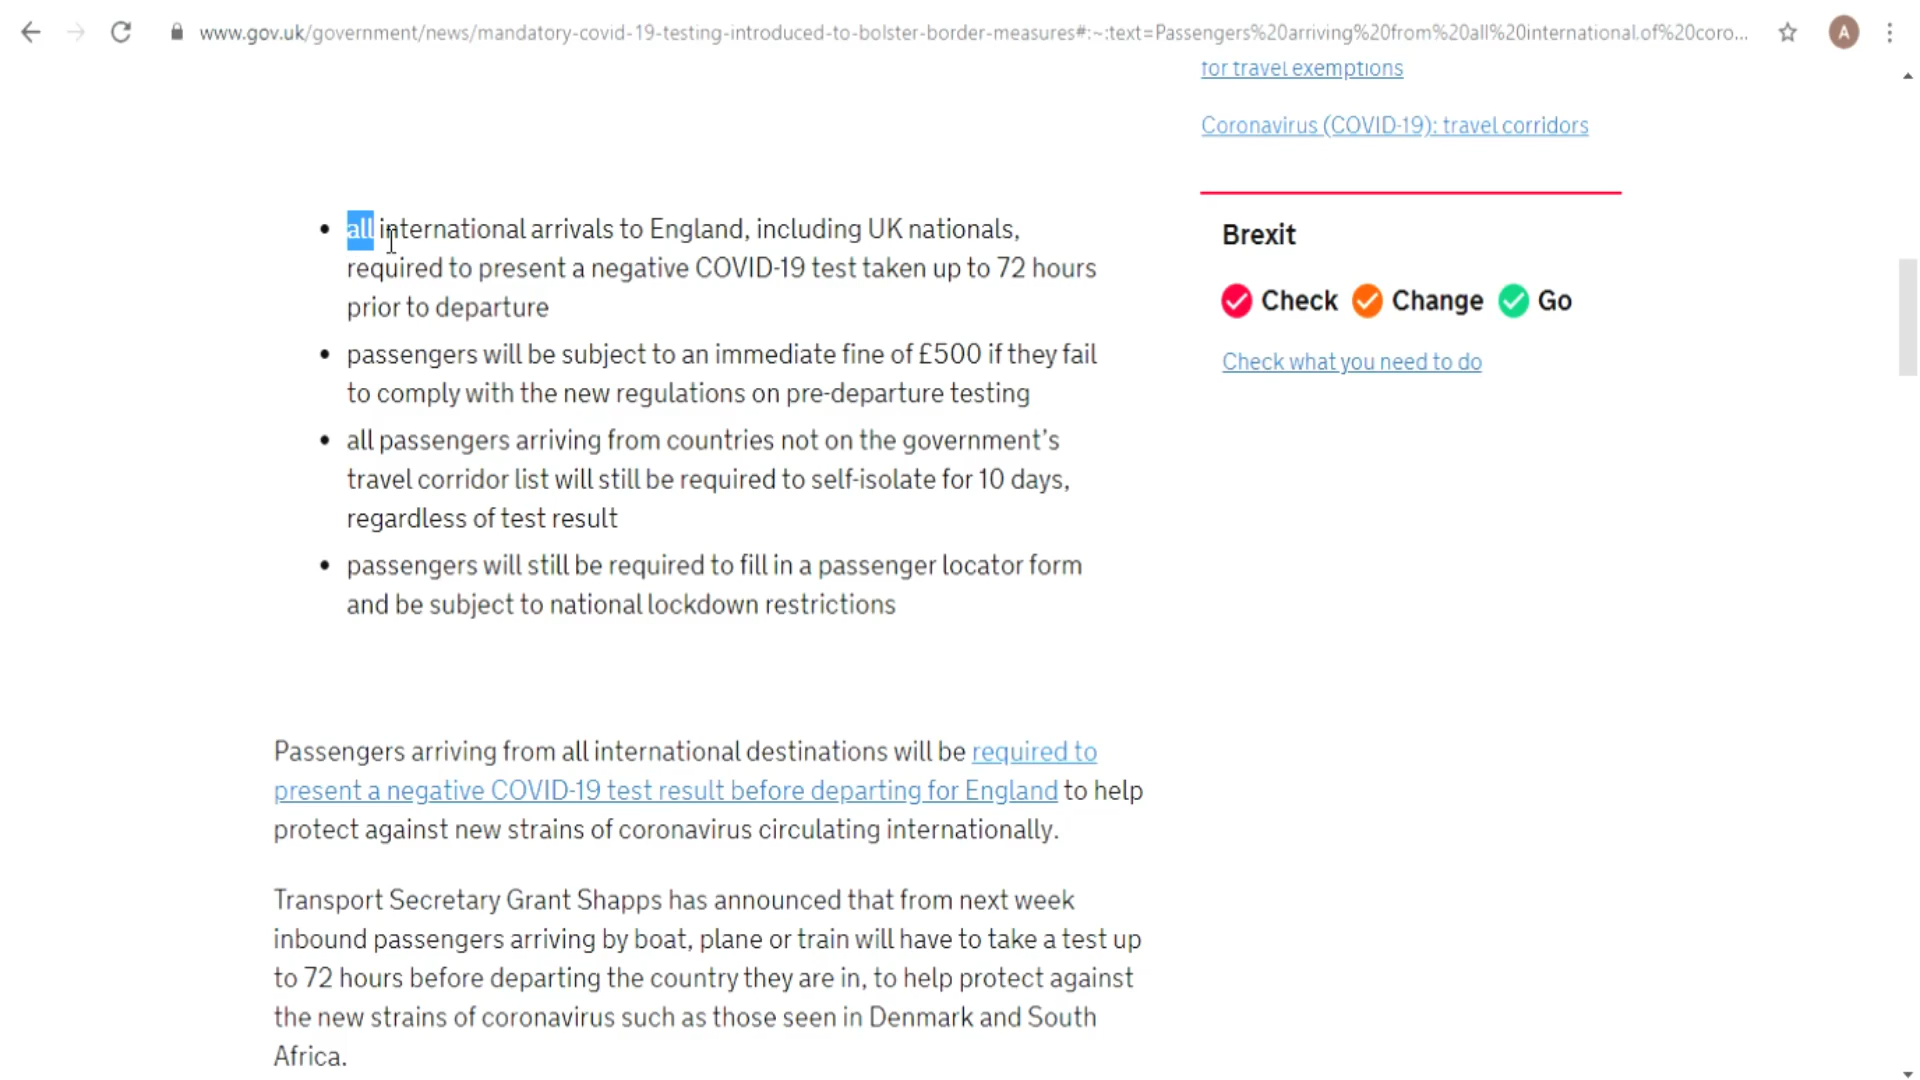 www.gov.uk/government/news/mandatory-covid-19-testing-introduced-to-bolster-border-measures#:~:text=Passengers%20arriving%20from%20all%20international.of%20coro...
A
for travel exemptions
Coronavirus (COVID-19): travel corridors
all international arrivals to England, including UK nationals,
required to present a negative COVID-19 test taken up to 72 hours
prior to departure
passengers will be subject to an immediate fine of £500 if they fail
to comply with the new regulations on pre-departure testing
all passengers arriving from countries not on the government's
travel corridor list will still be required to self-isolate for 10 days,
regardless of test result
passengers will still be required to fill in a passenger locator form
and be subject to national lockdown restrictions
Brexit
Check Change Go
Check what you need to do
Passengers arriving from all international destinations will be required to
present a negative COVID-19 test result before departing for England to help
protect against new strains of coronavirus circulating internationally.
Transport Secretary Grant Shapps has announced that from next week
inbound passengers arriving by boat, plane or train will have to take a test up
to 72 hours before departing the country they are in, to help protect against
the new strains of coronavirus such as those seen in Denmark and South
Africa.